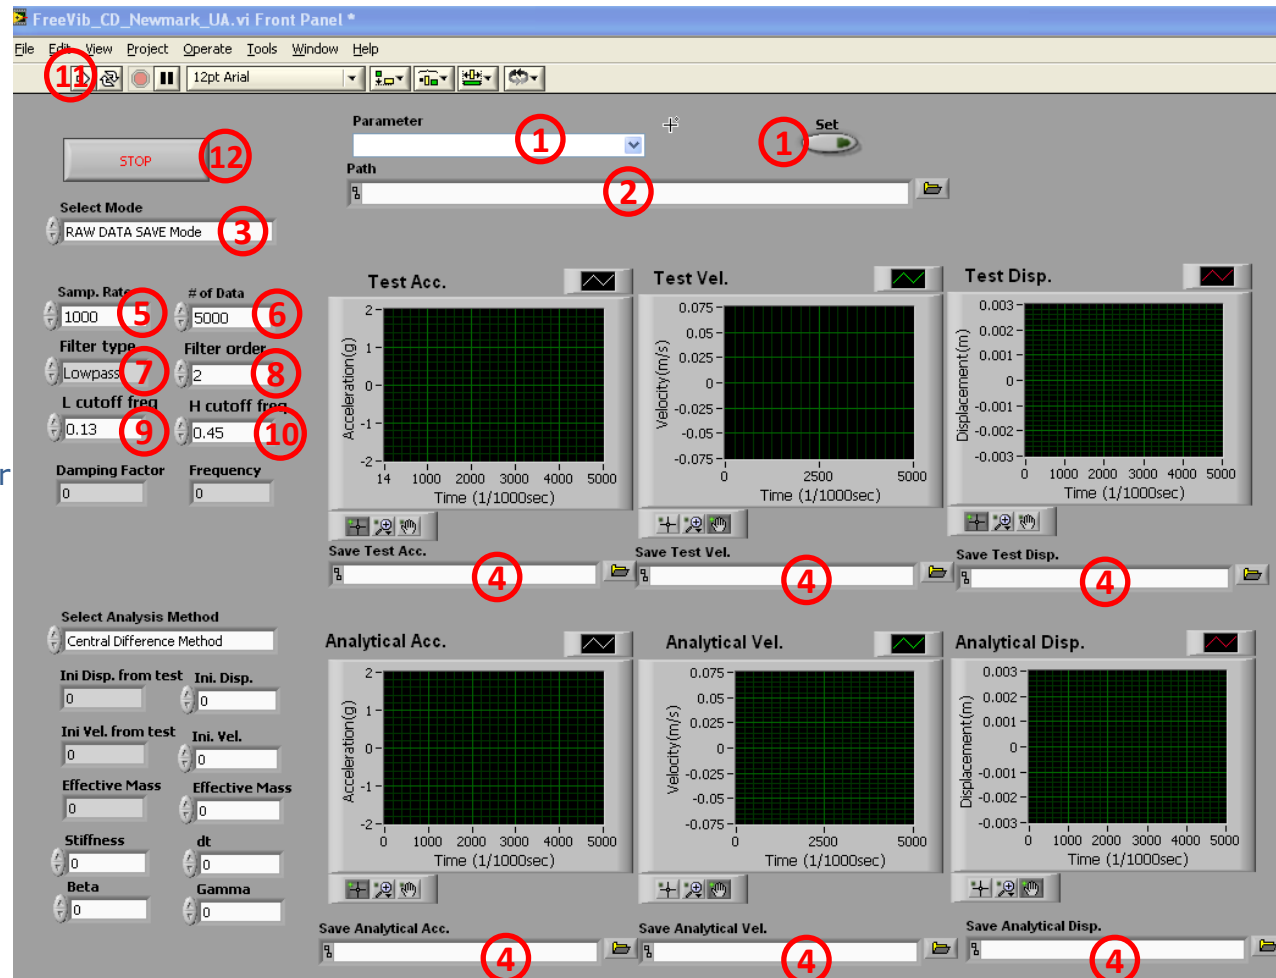 FreeVib_CD_Newmark_UA.vi Front Panel *
File Edit View Project Operate Tools Window Help
11 12pt Arial
Parameter Set
1 1
STOP 12
Path
2
Select Mode
RAW DATA SAVE Mode 3
Samp. Rate # of Data
1000 5 5000 6
Filter type Filter order
Lowpass 7 2 8
L cutoff freq H cutoff freq
0.13 9 0.45 10
r
Damping Factor Frequency
0 0
Test Acc.
Acceleration(g)
2
1
0
-1
-2
14 1000 2000 3000 4000 5000
Time (1/1000sec)
Save Test Acc.
4
Test Vel.
Velocity(m/s)
0.075
0.05
0.025
0
-0.025
-0.05
-0.075
0 2500 5000
Time (1/1000sec)
Save Test Vel.
4
Test Disp.
Displacement(m)
0.003
0.002
0.001
0
-0.001
-0.002
-0.003
0 1000 2000 3000 4000 5000
Time (1/1000sec)
Save Test Disp.
4
Select Analysis Method
Central Difference Method
Ini Disp. from test Ini. Disp.
0 0
Ini Vel. from test Ini. Vel.
0 0
Effective Mass Effective Mass
0 0
Stiffness dt
0 0
Beta Gamma
0 0
Analytical Acc.
Acceleration(g)
2
1
0
-1
-2
0 1000 2000 3000 4000 5000
Time (1/1000sec)
Save Analytical Acc.
4
Analytical Vel.
Velocity(m/s)
0.075
0.05
0.025
0
-0.025
-0.05
-0.075
0 2500 5000
Time (1/1000sec)
Save Analytical Vel.
4
Analytical Disp.
Displacement(m)
0.003
0.002
0.001
0
-0.001
-0.002
-0.003
0 1000 2000 3000 4000 5000
Time (1/1000sec)
Save Analytical Disp.
4